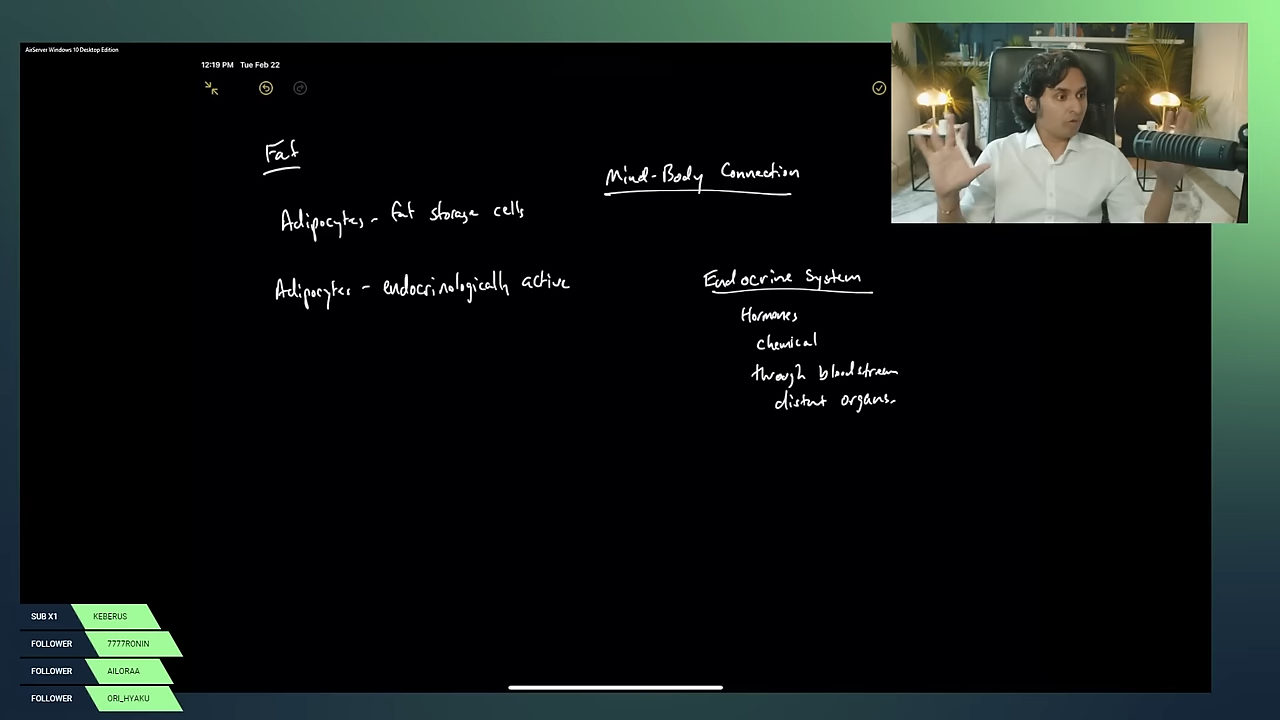 AirServer Windows 10 Desktop Edition
12:19 PM Tue Feb 22
Fat
Mind-Body Connection
Adipocytes - fat storage cells
Adipocytes - endocrinologically active
Endocrine System
Hormones
chemical
through bloodstream
distant organs.
SUB X1 KEBERUS
FOLLOWER 7777RONIN
FOLLOWER AILORAA
FOLLOWER ORI_HYAKU